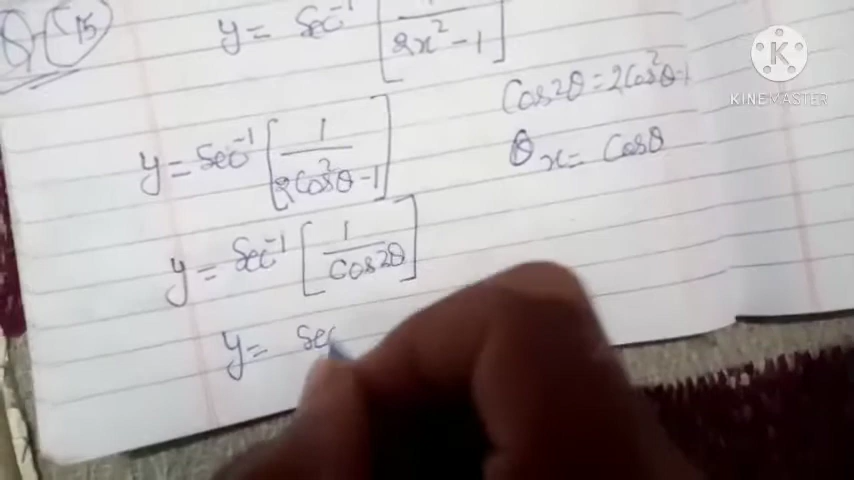 Q-15 y = Sec⁻¹ [1/2x² - 1]
Cos2θ = 2Cos²θ-1
y = Sec⁻¹ [1/2Cos²θ - 1]
θ x = Cosθ
y = Sec⁻¹ [1/Cos2θ]
y = Sec
K
KINEMASTER